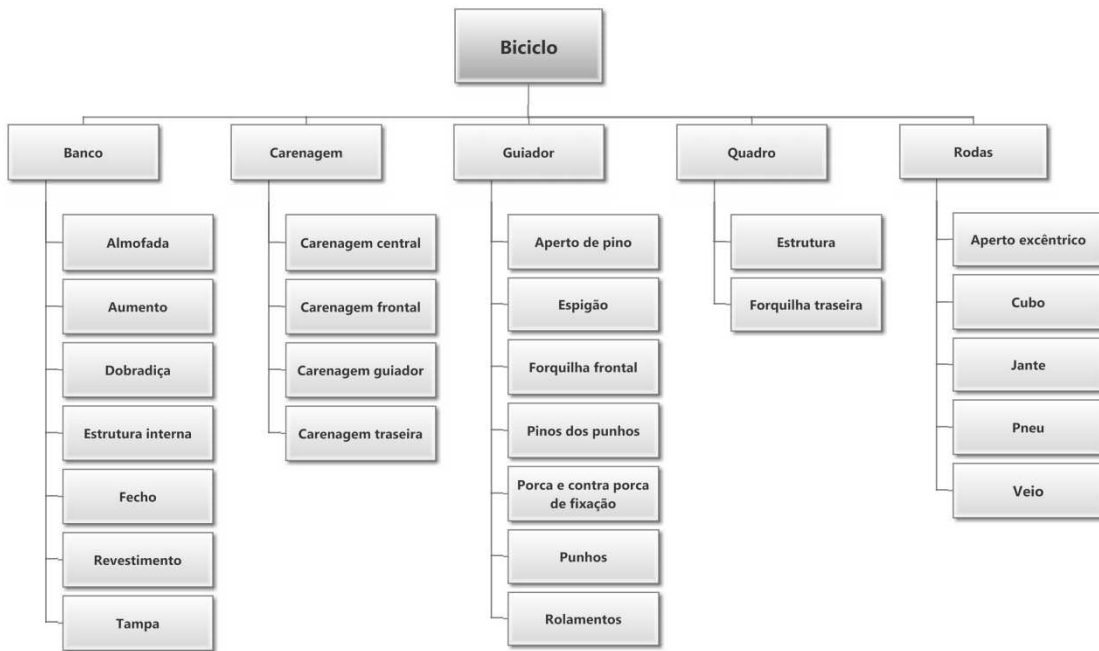 Biciclo
Banco
Carenagem
Guiador
Quadro
Rodas
Almofada
Aumento
Dobradiça
Estrutura interna
Fecho
Revestimento
Tampa
Carenagem central
Carenagem frontal
Carenagem guiador
Carenagem traseira
Aperto de pino
Espigão
Forquilha frontal
Pinos dos punhos
Porca e contra porca
de fixação
Punhos
Rolamentos
Estrutura
Forquilha traseira
Aperto excêntrico
Cubo
Jante
Pneu
Veio